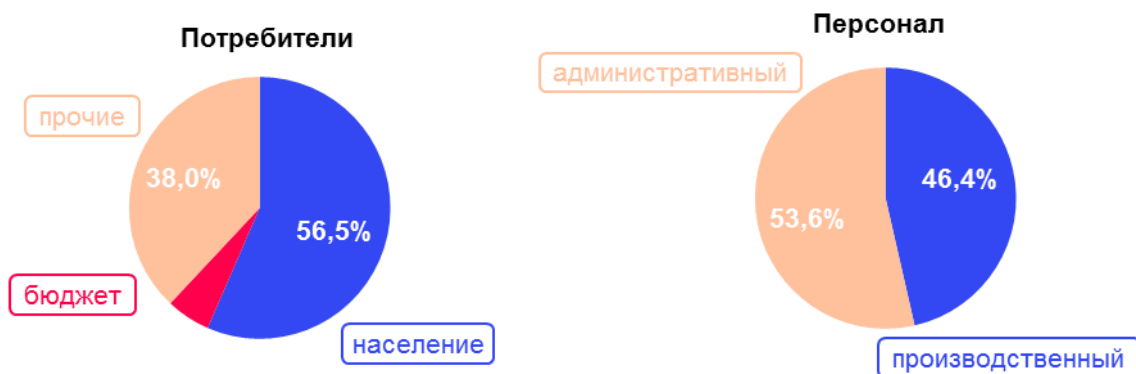 Потребители
прочие
38,0%
56,5%
бюджет
население
Персонал
административный
46,4%
53,6%
производственный